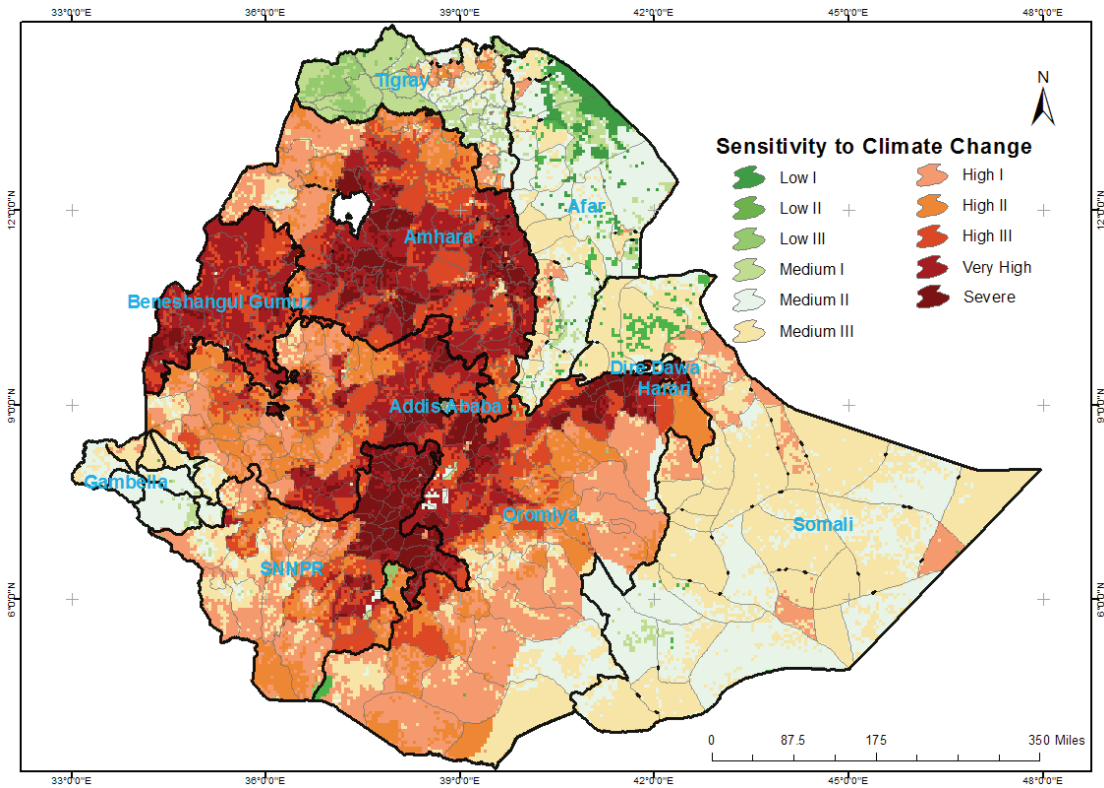 33°0'0"E 36°0'0"E 39°0'0"E 42°0'0"E 45°0'0"E 48°0'0"E
N
Sensitivity to Climate Change
Low I
Low II
Low III
Medium I
Medium II
Medium III
High I
High II
High III
Very High
Severe
Tigray
Afar
Amhara
Beneshangul Gumuz
Dire Dawa
Harari
Addis Ababa
Gambella
Oromiya
Somali
SNNPR
12°0'0"N
9°0'0"N
6°0'0"N
12°0'0"N
9°0'0"N
6°0'0"N
0 87.5 175 350 Miles
33°0'0"E 36°0'0"E 39°0'0"E 42°0'0"E 45°0'0"E 48°0'0"E